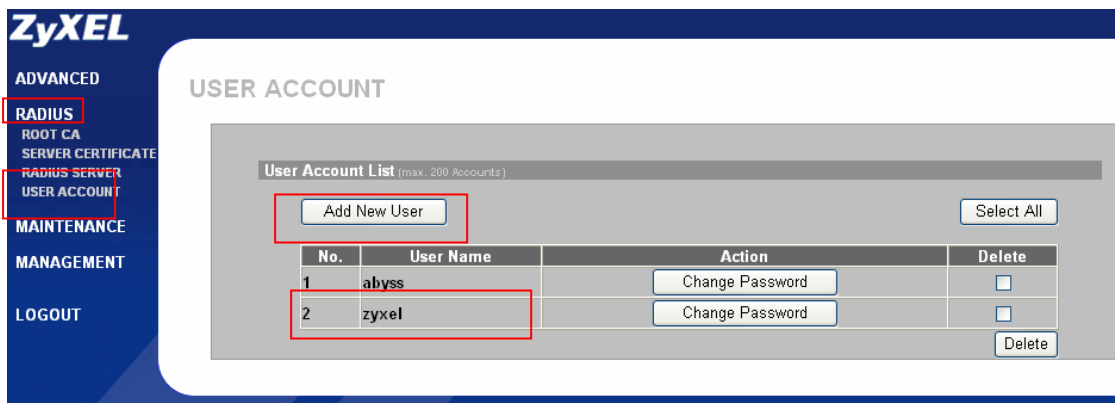 ZyXEL
ADVANCED
RADIUS
ROOT CA
SERVER CERTIFICATE
RADIUS SERVER
USER ACCOUNT
MAINTENANCE
MANAGEMENT
LOGOUT
USER ACCOUNT
User Account List (max. 200 Accounts)
Add New User Select All
No. User Name Action Delete
1 abyss Change Password
2 zyxel Change Password
Delete